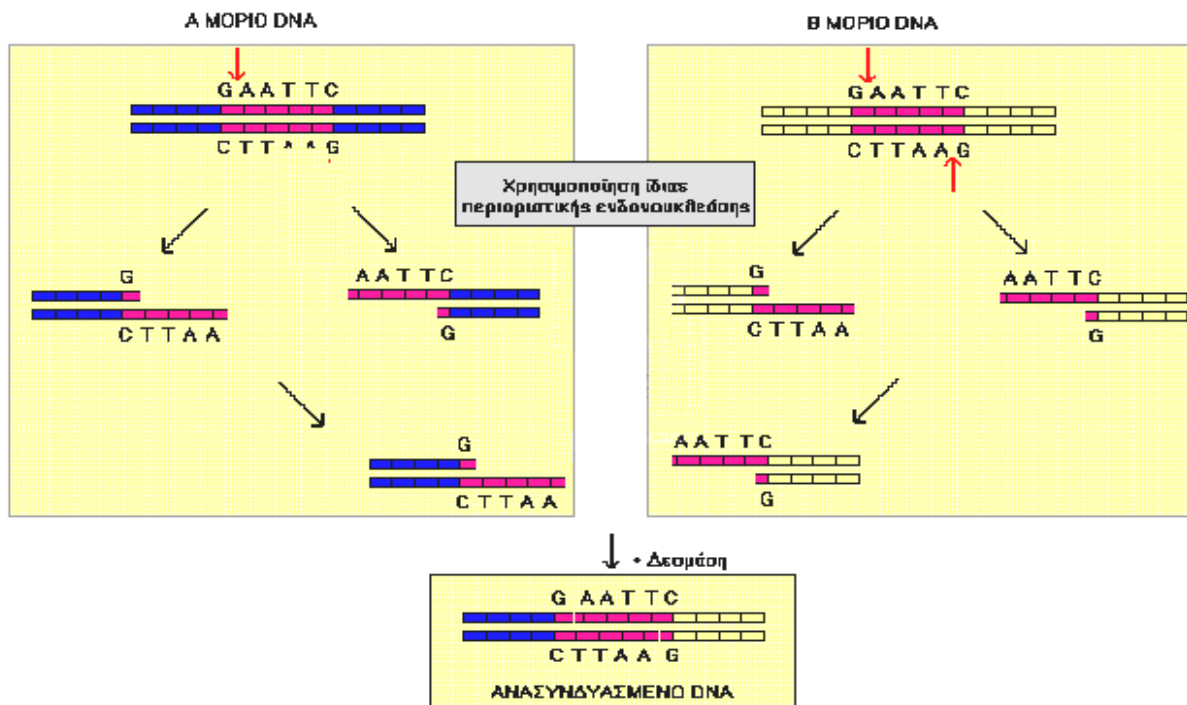 Α ΜΟΡΙΟ DNA
Β ΜΟΡΙΟ DNA
G A A T T C
C T T A A G
G A A T T C
C T T A A G
Χρησιμοποίηση ίδιας
περιοριστικής ενδονουκλεάσης
G
C T T A A
A A T T C
G
G
C T T A A
A A T T C
G
G
C T T A A
A A T T C
G
+ Δεσμάση
G A A T T C
C T T A A G
ΑΝΑΣΥΝΔΥΑΣΜΕΝΟ DNA